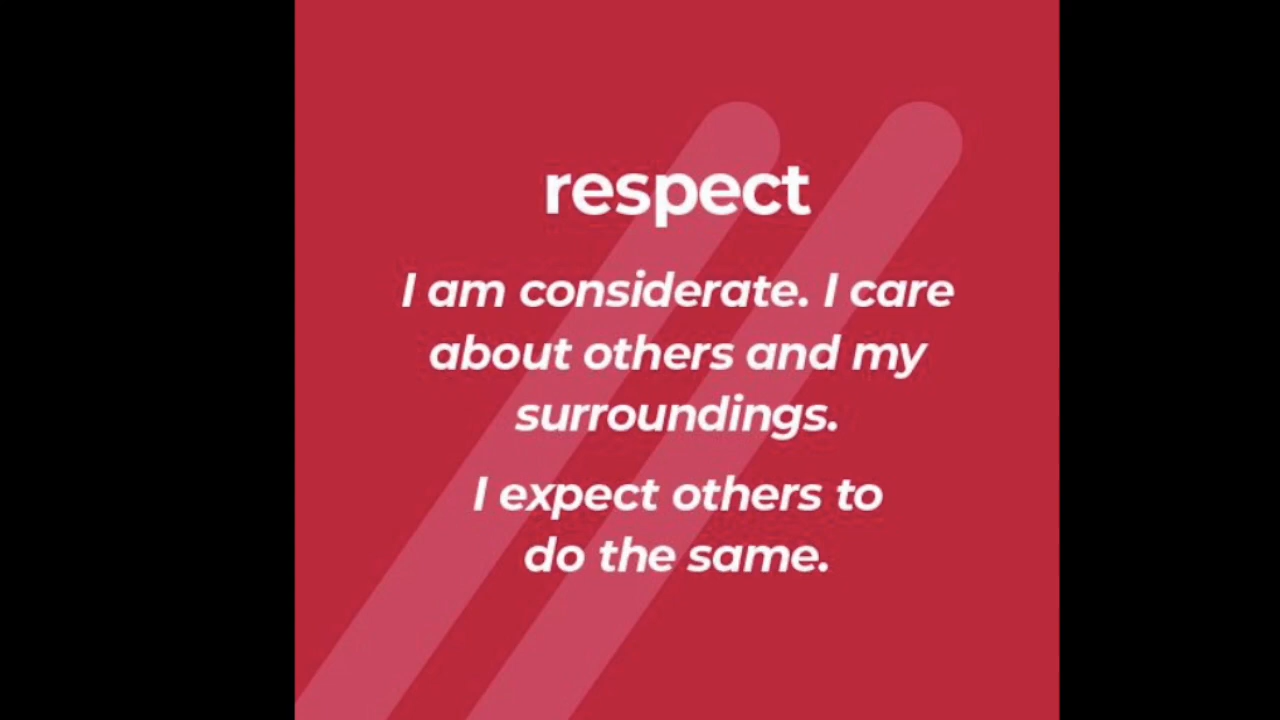 respect
I am considerate. I care
about others and my
surroundings.
I expect others to
do the same.